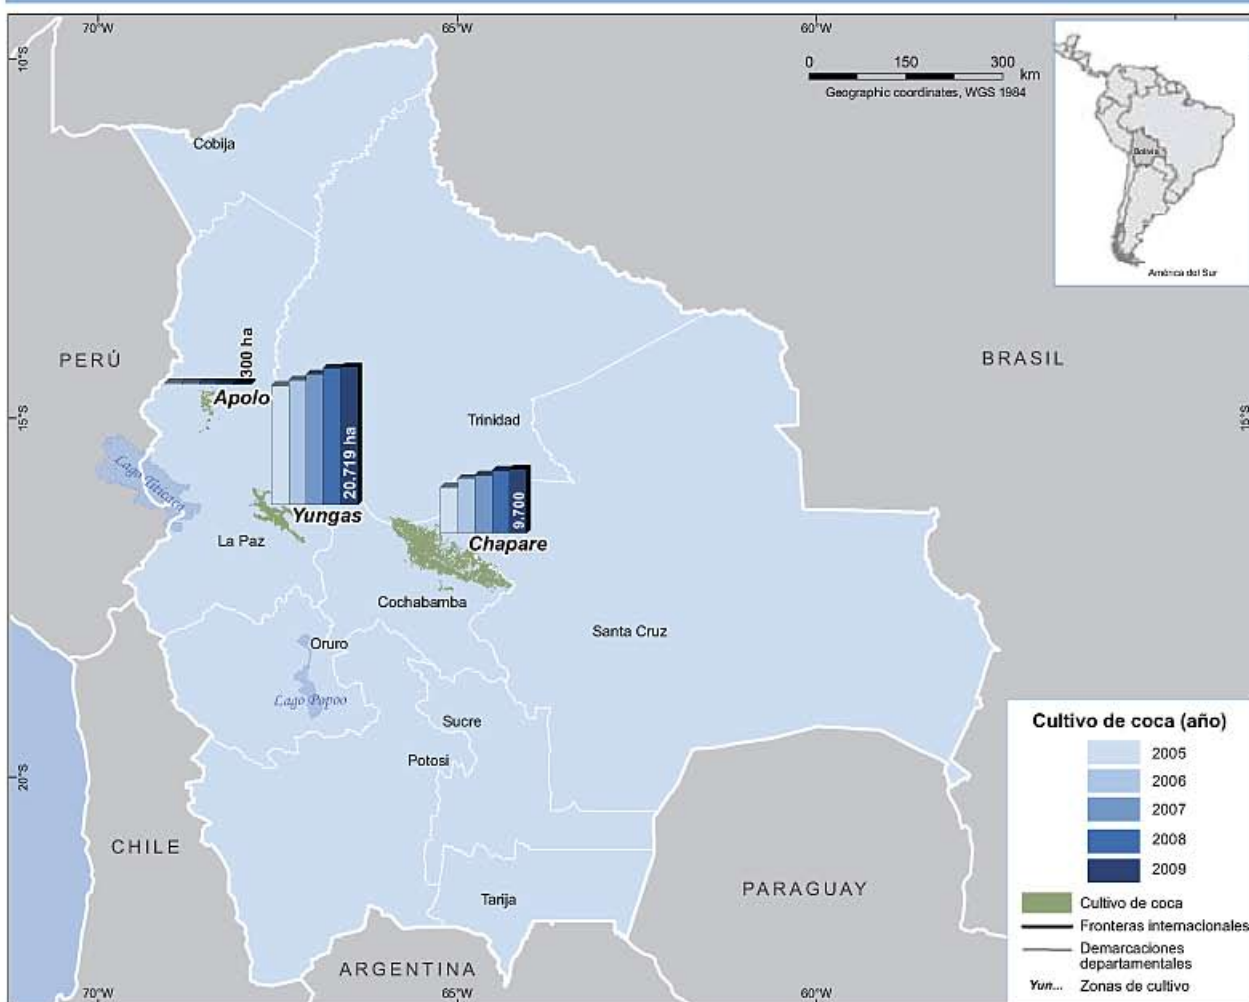 70°W
65°W
60°W
10°S
0 150 300 km
Geographic coordinates, WGS 1984
Bolivia
América del Sur
Cobija
PERÚ
BRASIL
300 ha
Apolo
Trinidad
15°S
15°S
20.719 ha
Yungas
9.700
Chapare
Lago Titicaca
La Paz
Cochabamba
Santa Cruz
Oruro
Lago Popoo
Sucre
Potosi
20°S
CHILE
PARAGUAY
Tarija
ARGENTINA
Cultivo de coca (año)
2005
2006
2007
2008
2009
Cultivo de coca
Fronteras internacionales
Demarcaciones
departamentales
Yun... Zonas de cultivo
70°W
65°W
60°W